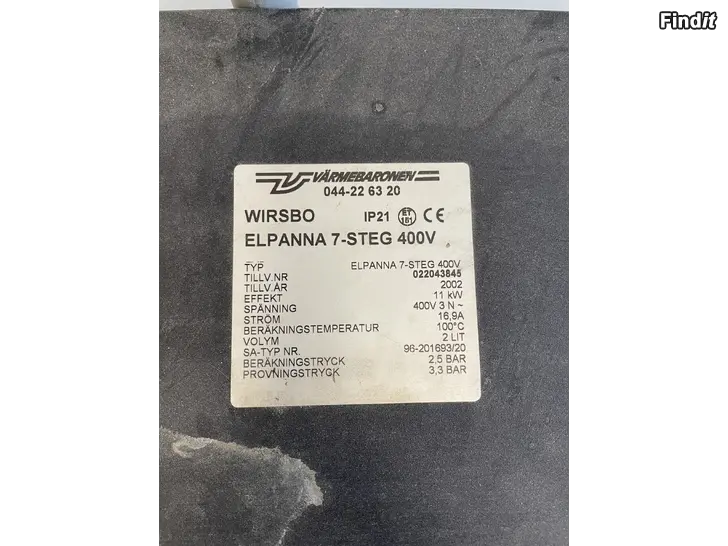 Findit
VÄRMEBARONEN
044-22 63 20
WIRSBO IP21 ET 181 CE
ELPANNA 7-STEG 400V
TYP ELPANNA 7-STEG 400V
TILLV.NR 022043845
TILLV.ÅR 2002
EFFEKT 11 kW
SPÄNNING 400V 3 N ~
STRÖM 16,9A
BERÄKNINGSTEMPERATUR 100°C
VOLYM 2 LIT
SA-TYP NR. 96-201693/20
BERÄKNINGSTRYCK 2,5 BAR
PROVNINGSTRYCK 3,3 BAR